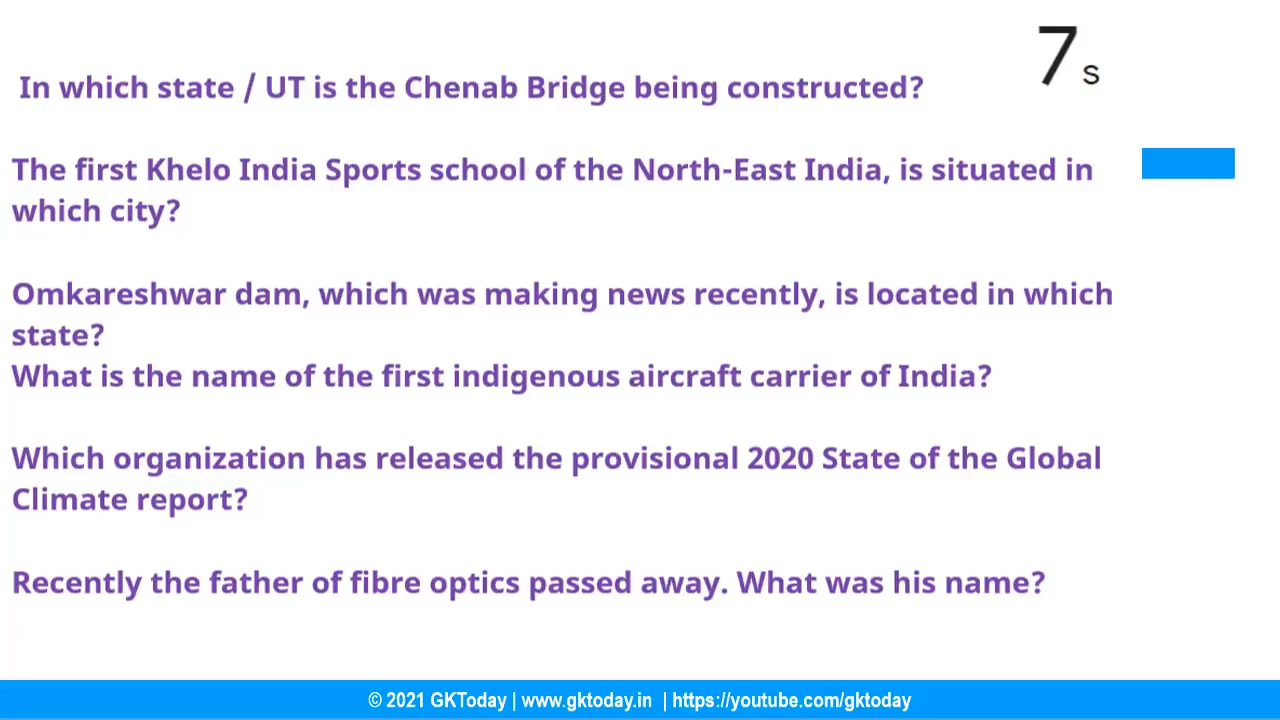 7 s
In which state / UT is the Chenab Bridge being constructed?
The first Khelo India Sports school of the North-East India, is situated in
which city?
Omkareshwar dam, which was making news recently, is located in which
state?
What is the name of the first indigenous aircraft carrier of India?
Which organization has released the provisional 2020 State of the Global
Climate report?
Recently the father of fibre optics passed away. What was his name?
© 2021 GKToday | www.gktoday.in | https://youtube.com/gktoday